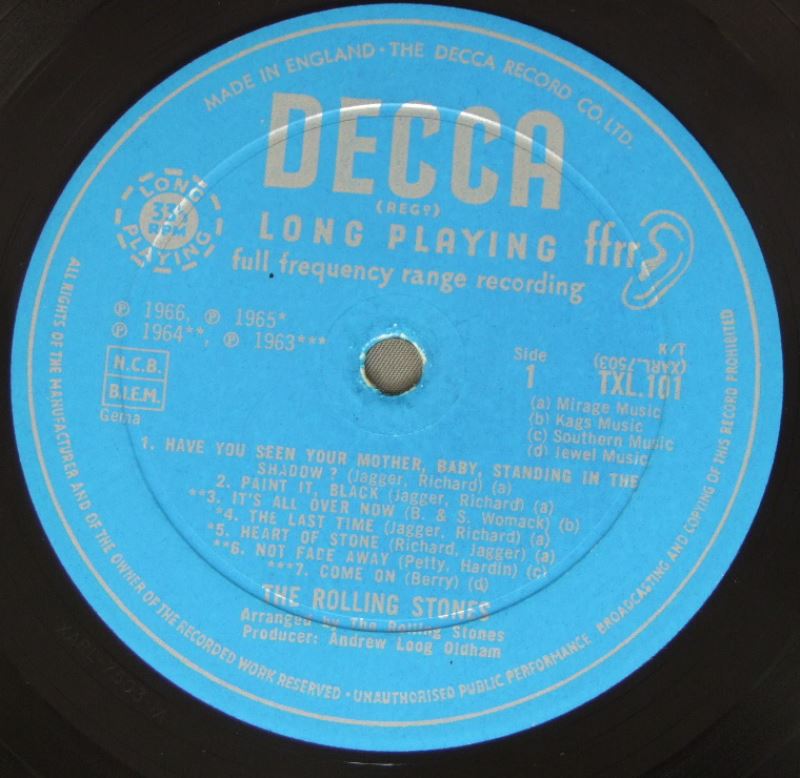 MADE IN ENGLAND · THE DECCA RECORD CO. LTD.
DECCA
(REGD)
LONG PLAYING
33⅓
RPM
LONG PLAYING ffrr
full frequency range recording
℗ 1966, ℗ 1965*
℗ 1964**, ℗ 1963***
N.C.B.
B.I.E.M.
Gema
Side
1
K/T
(XARL.7503)
TXL.101
(a) Mirage Music
(b) Kags Music
(c) Southern Music
(d) Jewel Music
1. HAVE YOU SEEN YOUR MOTHER, BABY, STANDING IN THE
SHADOW? (Jagger, Richard) (a)
2. PAINT IT, BLACK (Jagger, Richard) (a)
**3. IT'S ALL OVER NOW (B. & S. Womack) (b)
*4. THE LAST TIME (Jagger, Richard) (a)
*5. HEART OF STONE (Richard, Jagger) (a)
**6. NOT FADE AWAY (Petty, Hardin) (c)
***7. COME ON (Berry) (d)
THE ROLLING STONES
Arranged by The Rolling Stones
Producer: Andrew Loog Oldham
ALL RIGHTS OF THE MANUFACTURER AND OF THE OWNER OF THE RECORDED WORK RESERVED · UNAUTHORISED PUBLIC PERFORMANCE BROADCASTING AND COPYING OF THIS RECORD PROHIBITED